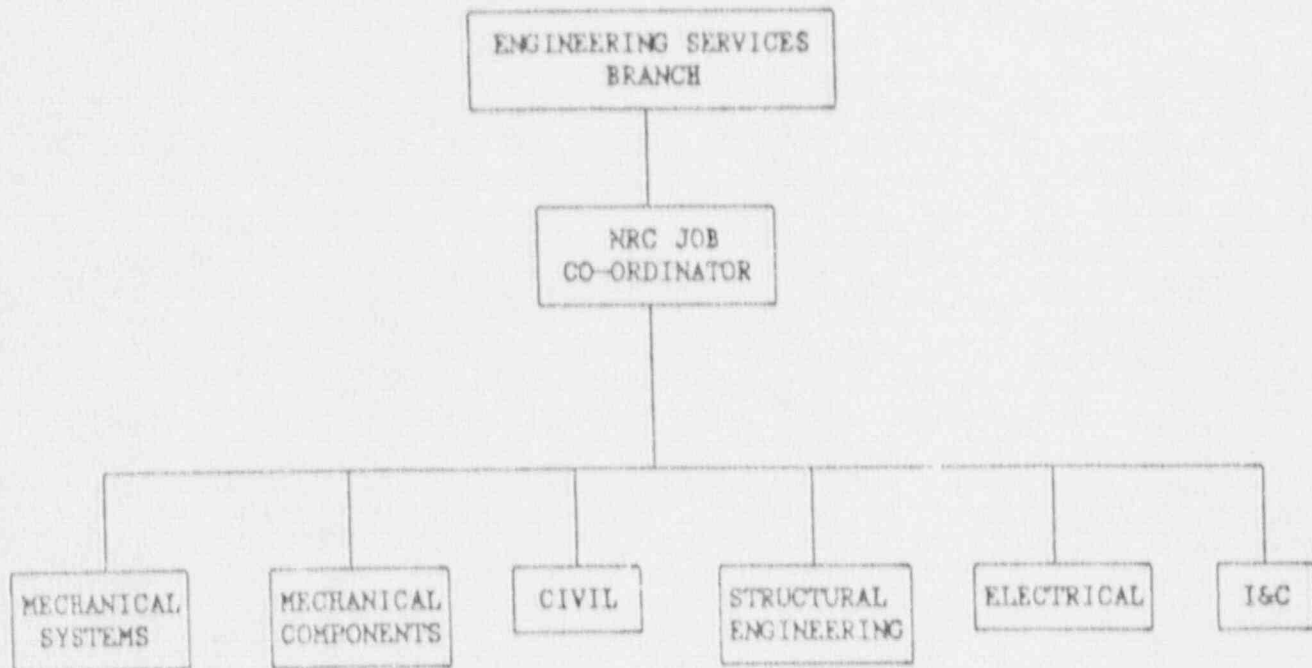 ENGINEERING SERVICES
BRANCH
NRC JOB
CO-ORDINATOR
MECHANICAL
SYSTEMS
MECHANICAL
COMPONENTS
CIVIL
STRUCTURAL
ENGINEERING
ELECTRICAL
I&C